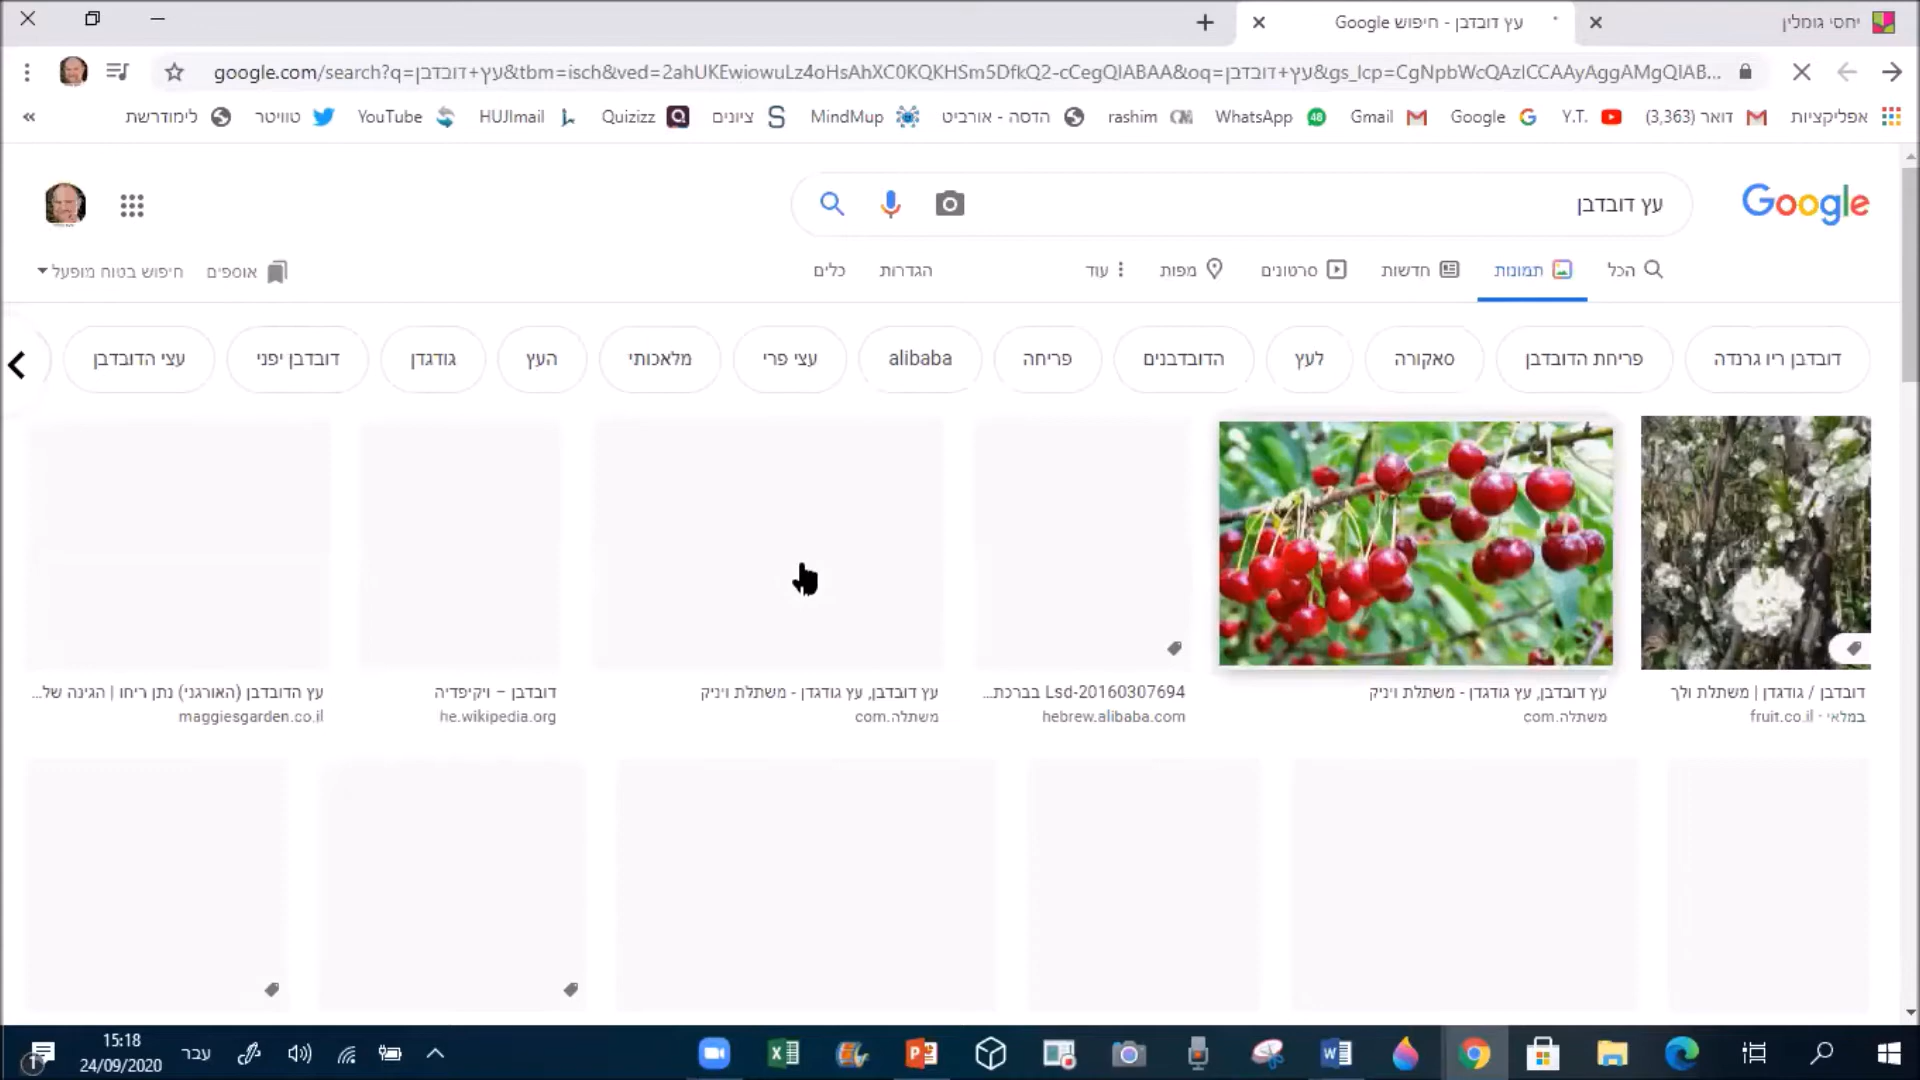 יחסי גומלין
עץ דובדבן - חיפוש Google
google.com/search?q=עץ+דובדבן&tbm=isch&ved=2ahUKEwiowuLz4oHsAhXC0KQKHSm5DfkQ2-cCegQIABAA&oq=עץ+דובדבן&gs_lcp=CgNpbWcQAzICCAAyAggAMgQIAB...
אפליקציות
דואר (3,363)
Y.T.
Google
Gmail
WhatsApp
48
rashim
הדסה - אורביט
MindMup
ציונים
Quizizz
HUJImail
YouTube
טוויטר
לימודרשת
«
Google
עץ דובדבן
הכל
תמונות
חדשות
סרטונים
מפות
עוד
הגדרות
כלים
אוספים
חיפוש בטוח מופעל
דובדבן ריו גרנדה
פריחת הדובדבן
סאקורה
לעץ
הדובדבנים
פריחה
alibaba
עצי פרי
מלאכותי
העץ
גודגדן
דובדבן יפני
עצי הדובדבן
דובדבן / גודגדן | משתלת ולך
במלאי · fruit.co.il
עץ דובדבן, עץ גודגדן - משתלת ויניק
משתלה.com
Lsd-20160307694 בברכת...
hebrew.alibaba.com
עץ דובדבן, עץ גודגדן - משתלת ויניק
משתלה.com
דובדבן – ויקיפדיה
he.wikipedia.org
עץ הדובדבן (האורגני) נתן ריחו | הגינה של...
maggiesgarden.co.il
עבר
15:18
24/09/2020
1